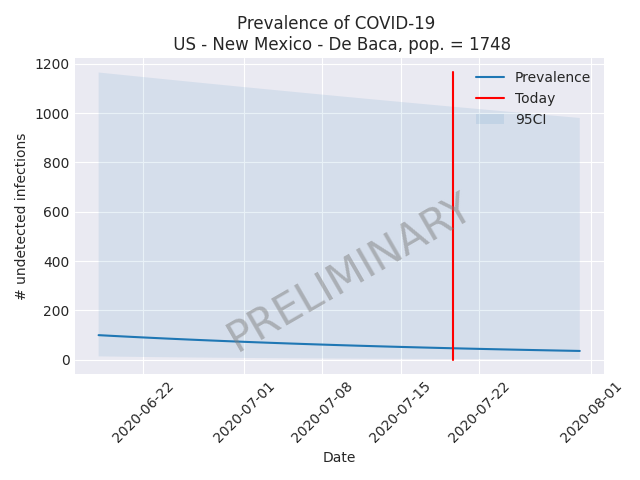 Prevalence of COVID-19
US - New Mexico - De Baca, pop. = 1748
Prevalence
Today
95CI
# undetected infections
1200
1000
800
600
400
200
0
PRELIMINARY
2020-06-22
2020-07-01
2020-07-08
2020-07-15
2020-07-22
2020-08-01
Date